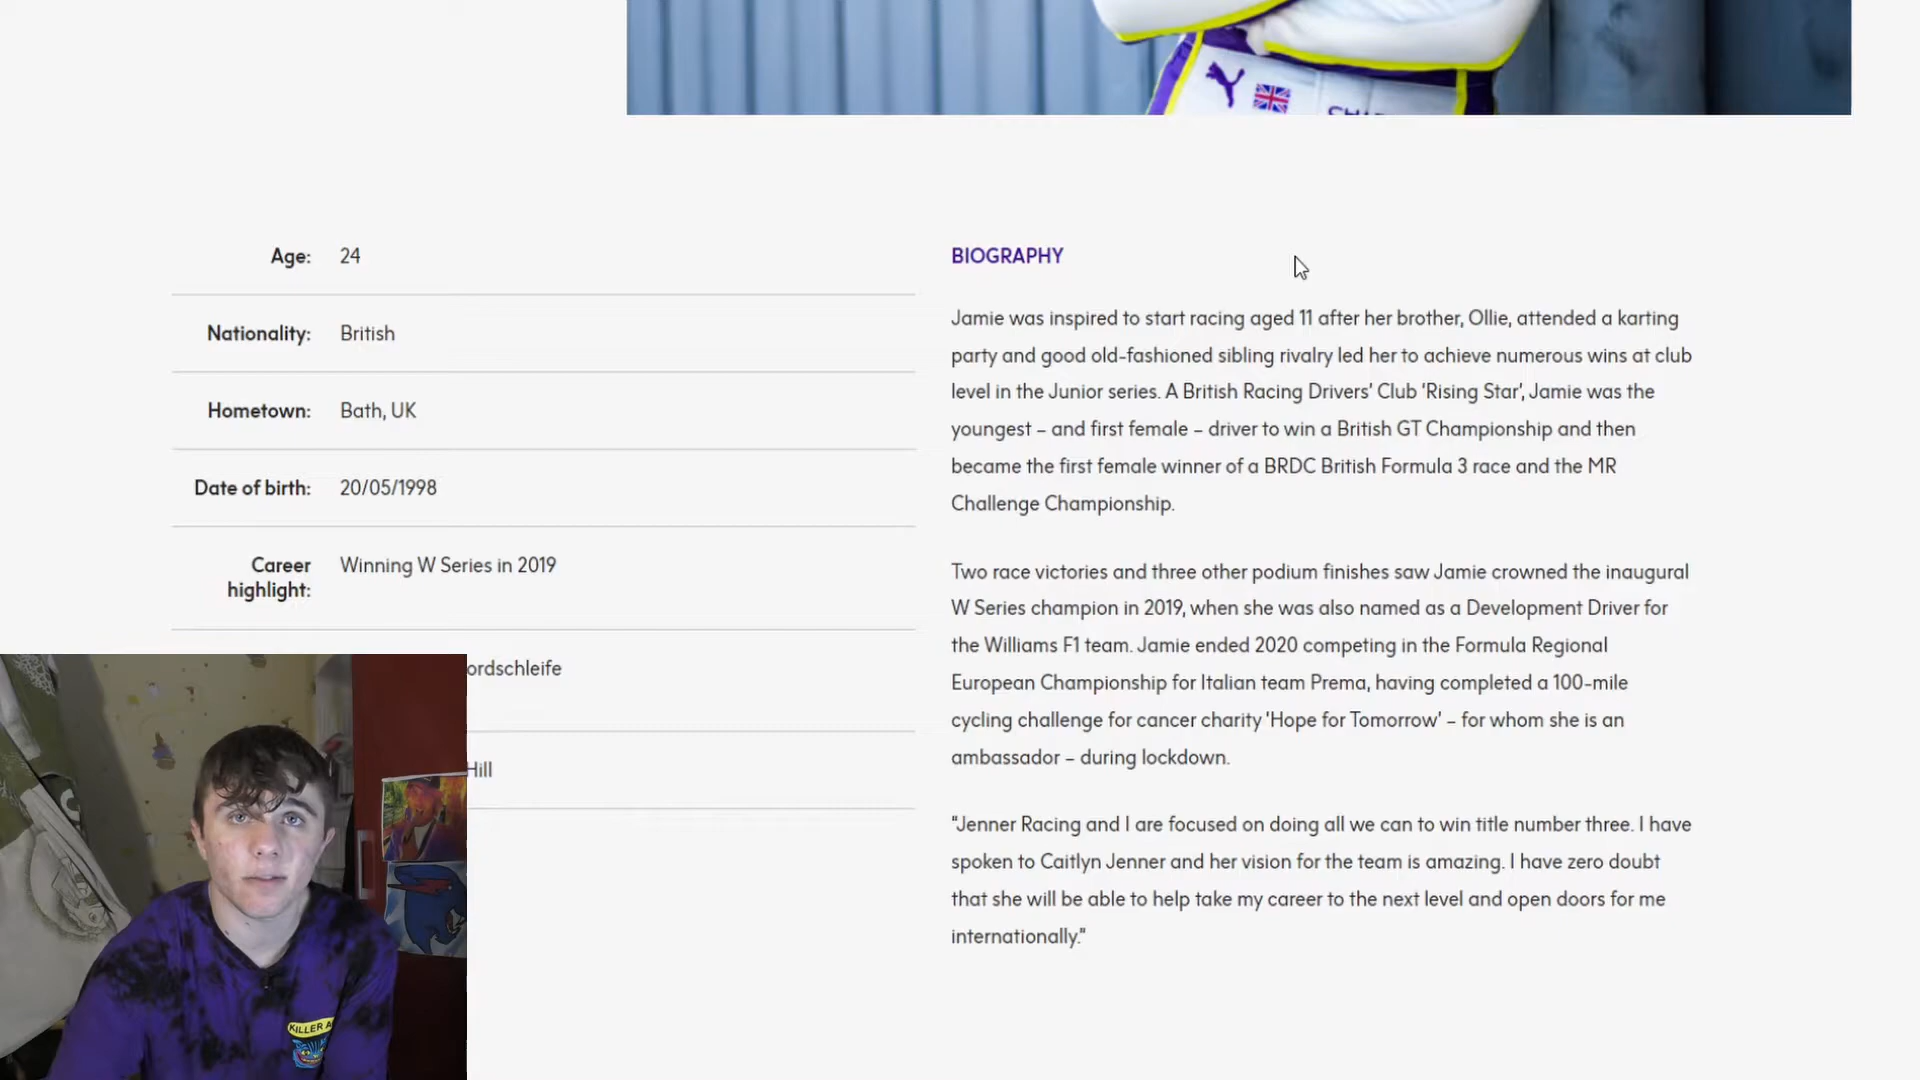 Age: 24
Nationality: British
Hometown: Bath, UK
Date of birth: 20/05/1998
Career highlight: Winning W Series in 2019
ordschleife
Hill
BIOGRAPHY
Jamie was inspired to start racing aged 11 after her brother, Ollie, attended a karting
party and good old-fashioned sibling rivalry led her to achieve numerous wins at club
level in the Junior series. A British Racing Drivers' Club 'Rising Star', Jamie was the
youngest – and first female – driver to win a British GT Championship and then
became the first female winner of a BRDC British Formula 3 race and the MR
Challenge Championship.
Two race victories and three other podium finishes saw Jamie crowned the inaugural
W Series champion in 2019, when she was also named as a Development Driver for
the Williams F1 team. Jamie ended 2020 competing in the Formula Regional
European Championship for Italian team Prema, having completed a 100-mile
cycling challenge for cancer charity 'Hope for Tomorrow' – for whom she is an
ambassador – during lockdown.
"Jenner Racing and I are focused on doing all we can to win title number three. I have
spoken to Caitlyn Jenner and her vision for the team is amazing. I have zero doubt
that she will be able to help take my career to the next level and open doors for me
internationally."
KILLER A